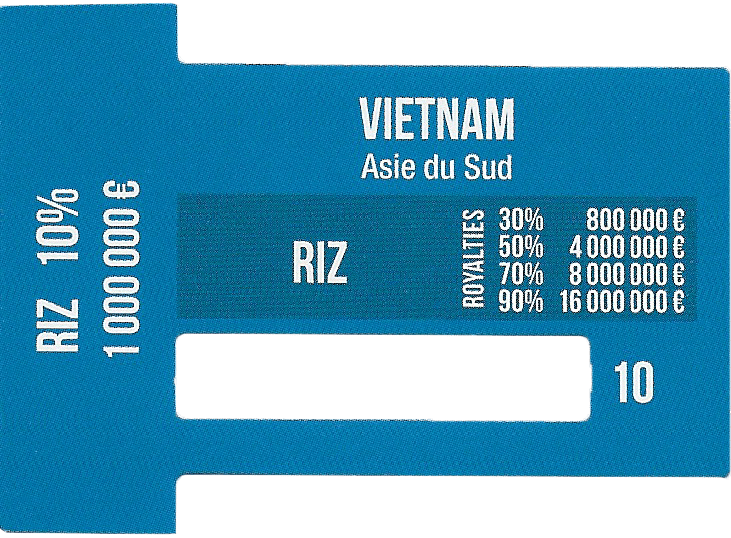 VIETNAM
Asie du Sud
RIZ 10%
1 000 000 €
RIZ
ROYALTIES
30% 800 000 €
50% 4 000 000 €
70% 8 000 000 €
90% 16 000 000 €
10